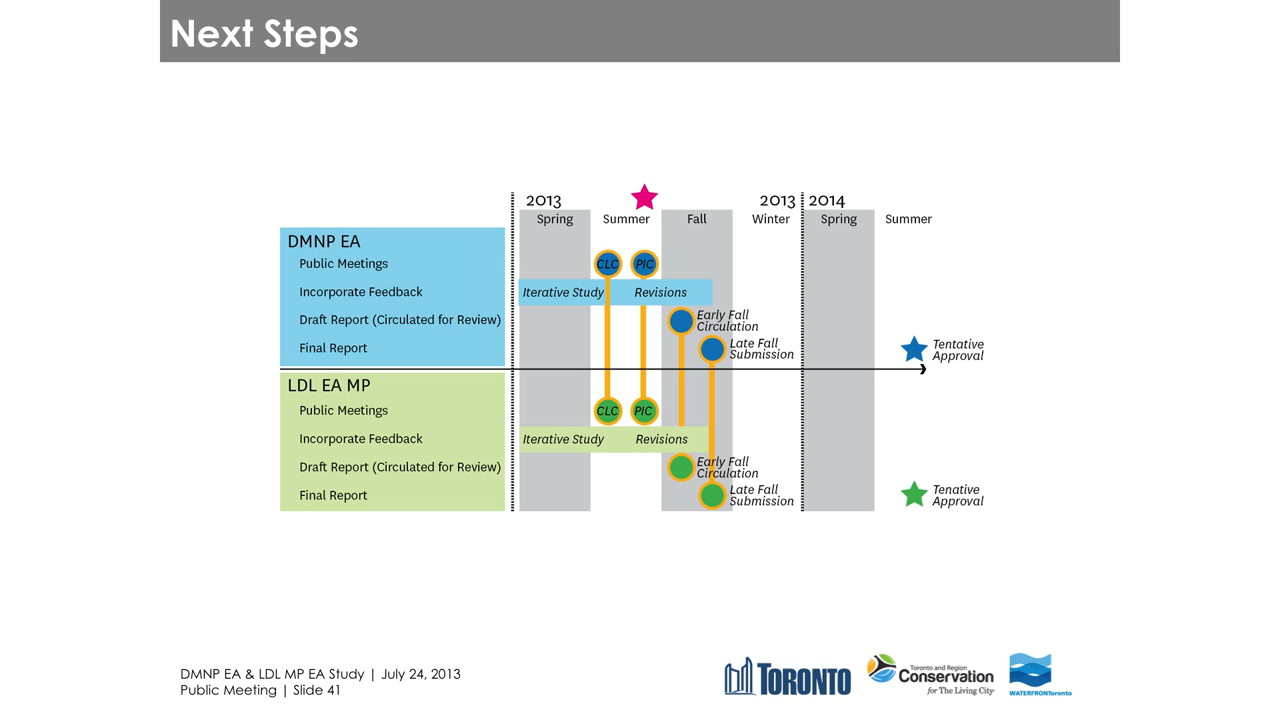 Next Steps
2013
2013
2014
Spring
Summer
Fall
Winter
Spring
Summer
DMNP EA
Public Meetings
CLC
PIC
Incorporate Feedback
Iterative Study
Revisions
Draft Report (Circulated for Review)
Early Fall
Circulation
Final Report
Late Fall
Submission
Tentative
Approval
LDL EA MP
Public Meetings
CLC
PIC
Incorporate Feedback
Iterative Study
Revisions
Draft Report (Circulated for Review)
Early Fall
Circulation
Final Report
Late Fall
Submission
Tenative
Approval
DMNP EA & LDL MP EA Study | July 24, 2013
Public Meeting | Slide 41
TORONTO
Toronto and Region
Conservation
for The Living City
WATERFRONToronto